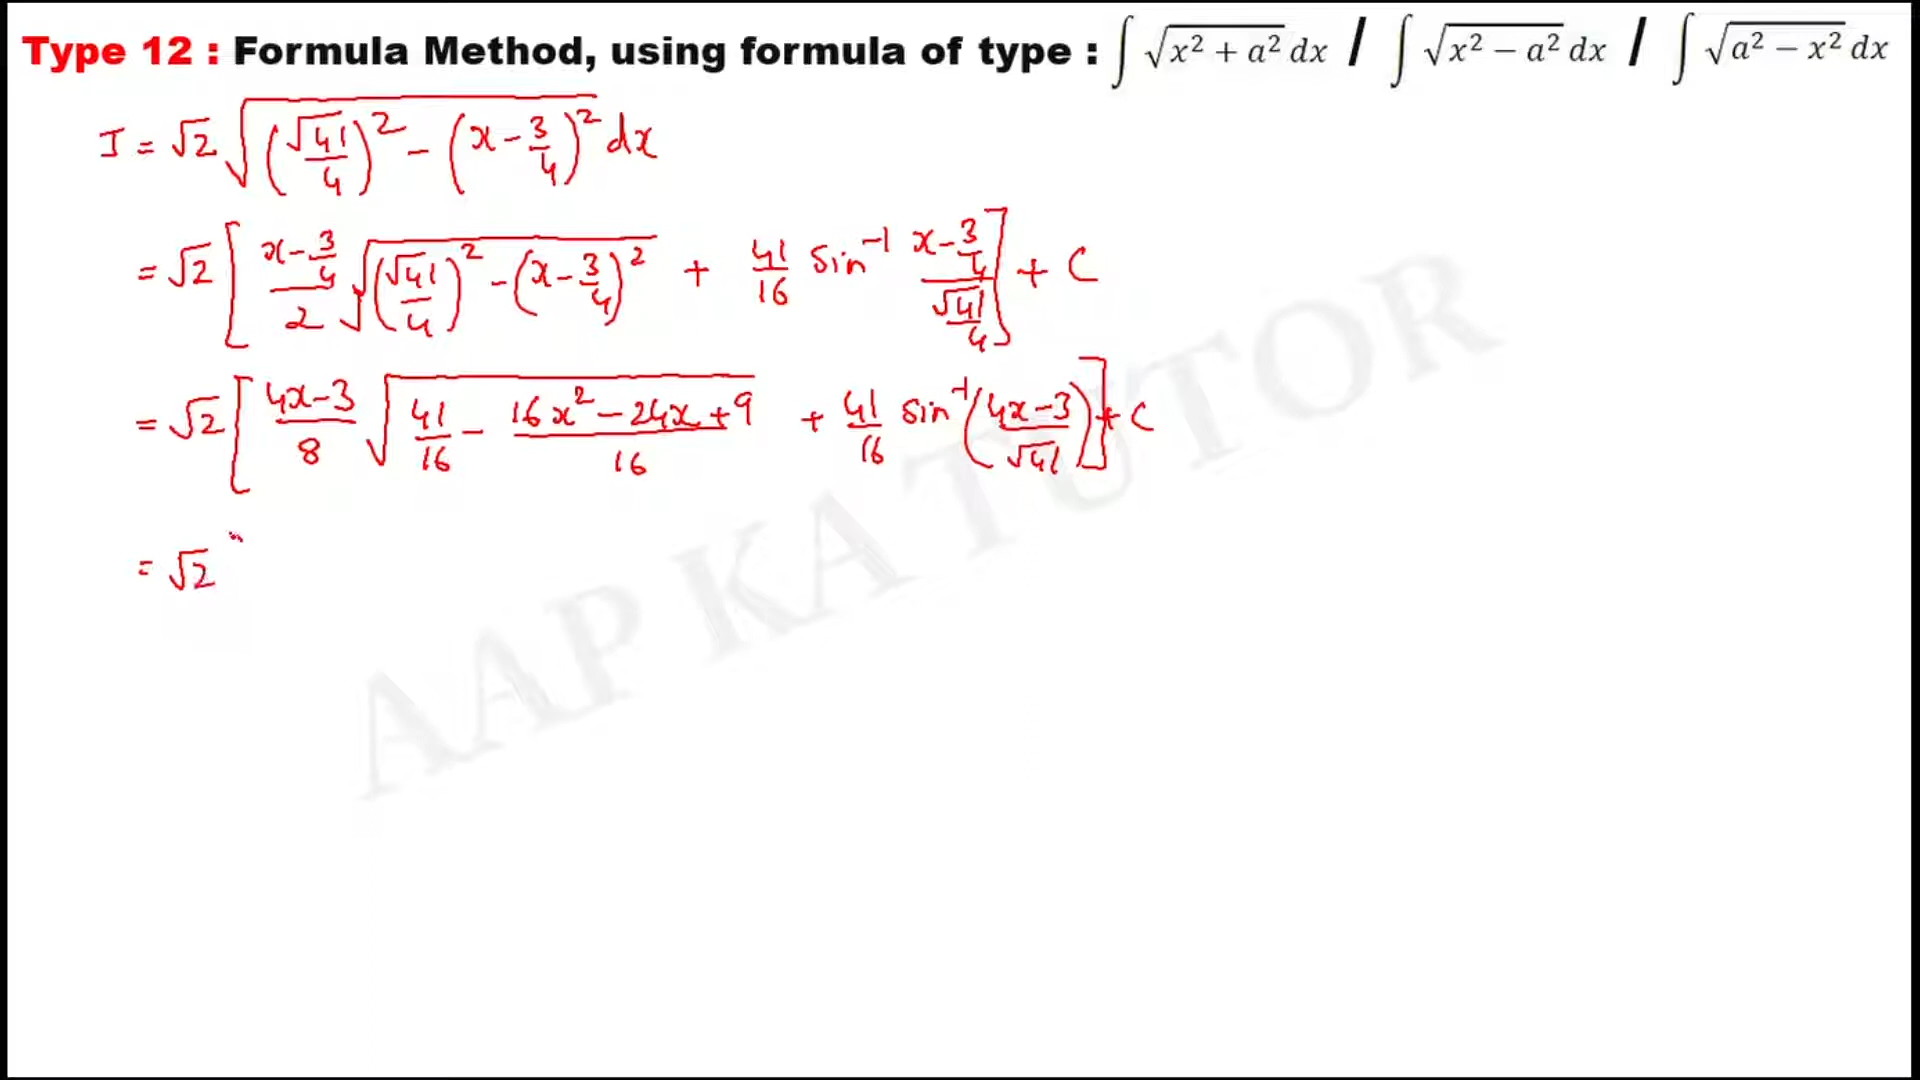 Type 12 : Formula Method, using formula of type : ∫ √(x² + a²) dx / ∫ √(x² − a²) dx / ∫ √(a² − x²) dx
I = √2 √((√41/4)² − (x − 3/4)²) dx
= √2 [ (x − 3/4)/2 √((√41/4)² − (x − 3/4)²) + 41/16 sin⁻¹ (x − 3/4)/(√41/4) ] + C
= √2 [ (4x − 3)/8 √(41/16 − (16x² − 24x + 9)/16) + 41/16 sin⁻¹ ((4x − 3)/√41) ] + C
= √2
AAP KA TUTOR